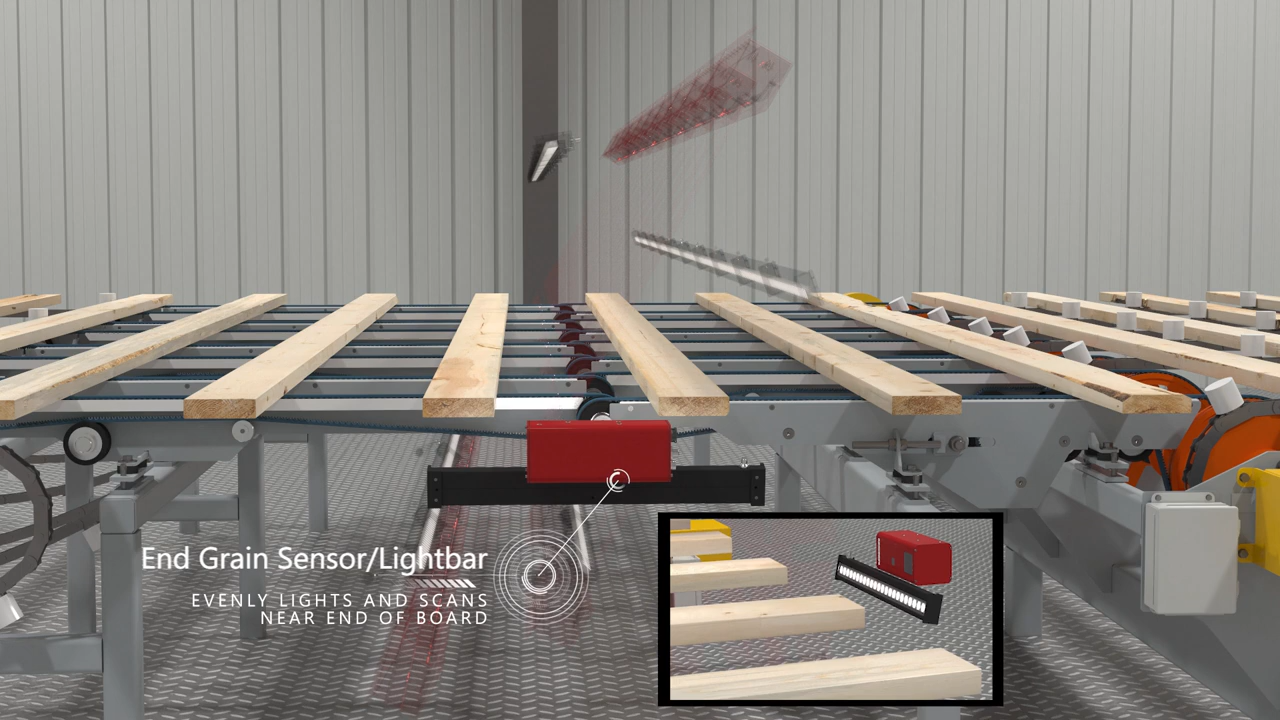 End Grain Sensor/Lightbar
EVENLY LIGHTS AND SCANS
NEAR END OF BOARD